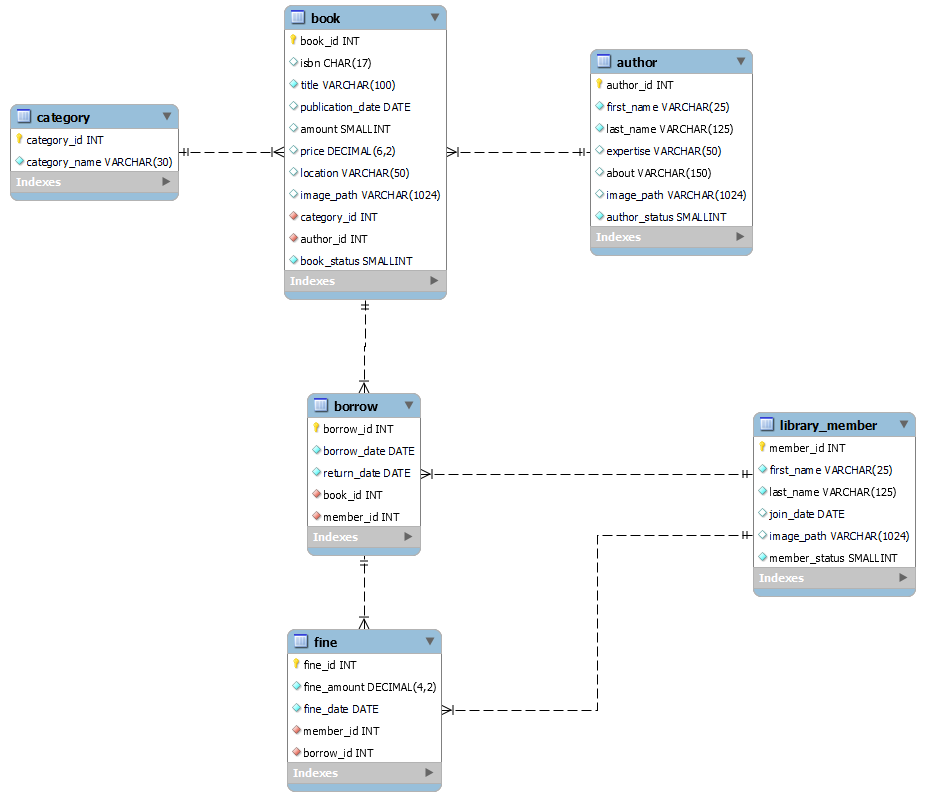 book
book_id INT
isbn CHAR(17)
title VARCHAR(100)
publication_date DATE
amount SMALLINT
price DECIMAL(6,2)
location VARCHAR(50)
image_path VARCHAR(1024)
category_id INT
author_id INT
book_status SMALLINT
Indexes
author
author_id INT
first_name VARCHAR(25)
last_name VARCHAR(125)
expertise VARCHAR(50)
about VARCHAR(150)
image_path VARCHAR(1024)
author_status SMALLINT
Indexes
category
category_id INT
category_name VARCHAR(30)
Indexes
borrow
borrow_id INT
borrow_date DATE
return_date DATE
book_id INT
member_id INT
Indexes
library_member
member_id INT
first_name VARCHAR(25)
last_name VARCHAR(125)
join_date DATE
image_path VARCHAR(1024)
member_status SMALLINT
Indexes
fine
fine_id INT
fine_amount DECIMAL(4,2)
fine_date DATE
member_id INT
borrow_id INT
Indexes